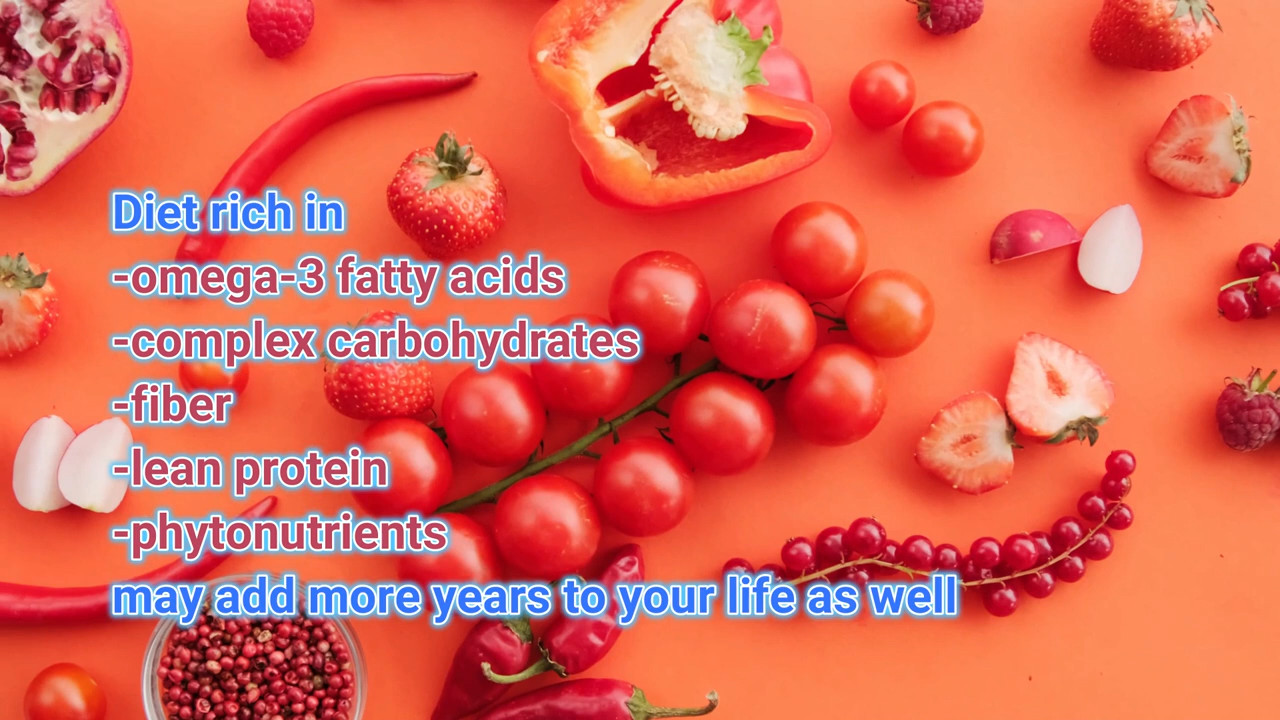 Diet rich in
-omega-3 fatty acids
-complex carbohydrates
-fiber
-lean protein
-phytonutrients
may add more years to your life as well